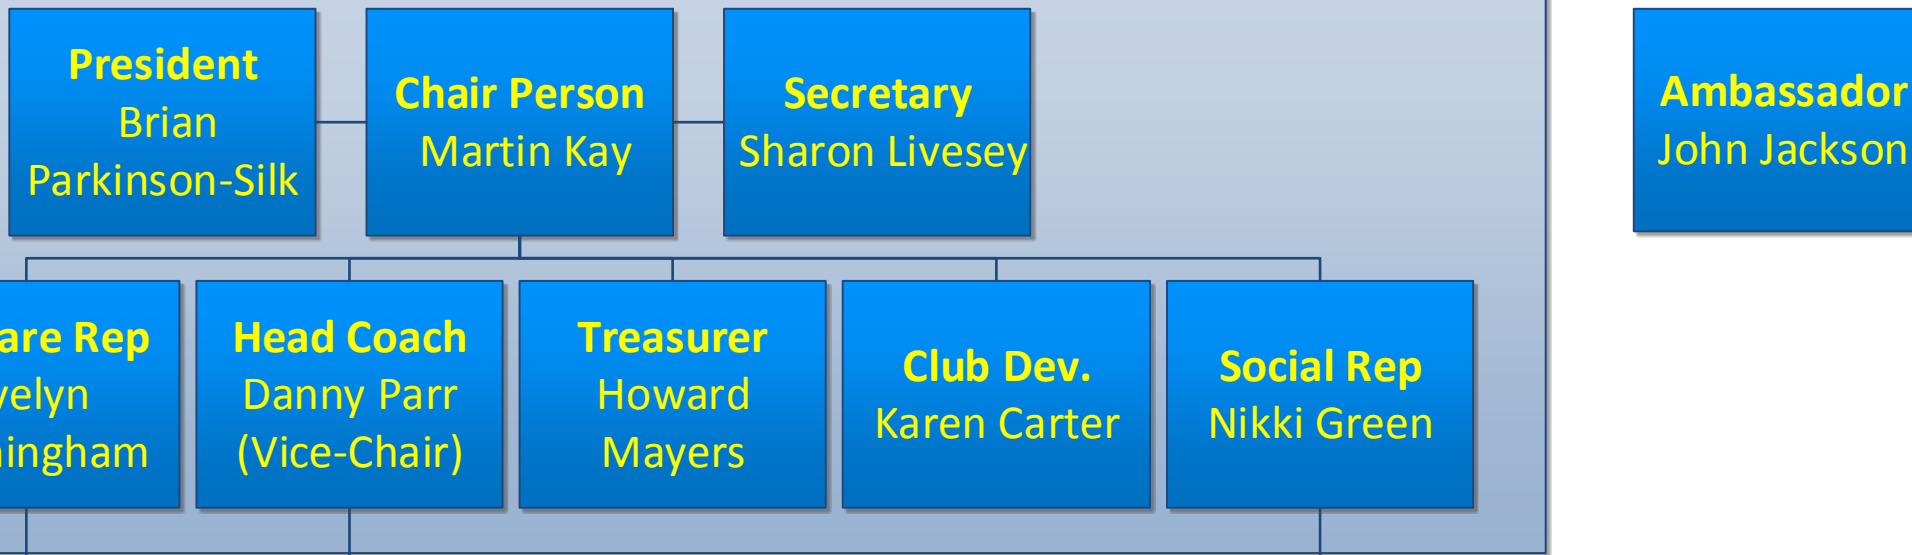 President
Brian
Parkinson-Silk
Chair Person
Martin Kay
Secretary
Sharon Livesey
Ambassador
John Jackson
Rep
Head Coach
Danny Parr
(Vice-Chair)
Treasurer
Howard
Mayers
Club Dev.
Karen Carter
Social Rep
Nikki Green